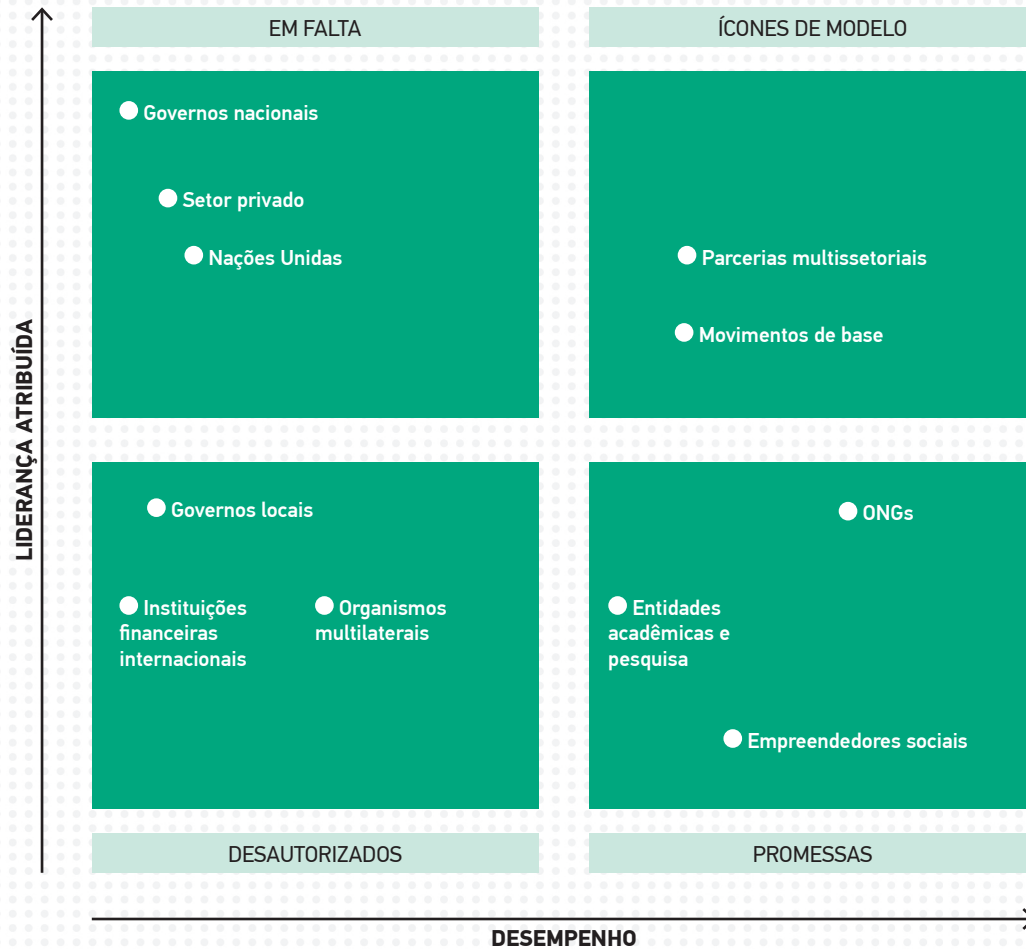 EM FALTA
ÍCONES DE MODELO
Governos nacionais
Setor privado
Nações Unidas
Parcerias multissetoriais
Movimentos de base
LIDERANÇA ATRIBUÍDA
Governos locais
ONGs
Instituições
financeiras
internacionais
Organismos
multilaterais
Entidades
acadêmicas e
pesquisa
Empreendedores sociais
DESAUTORIZADOS
PROMESSAS
DESEMPENHO